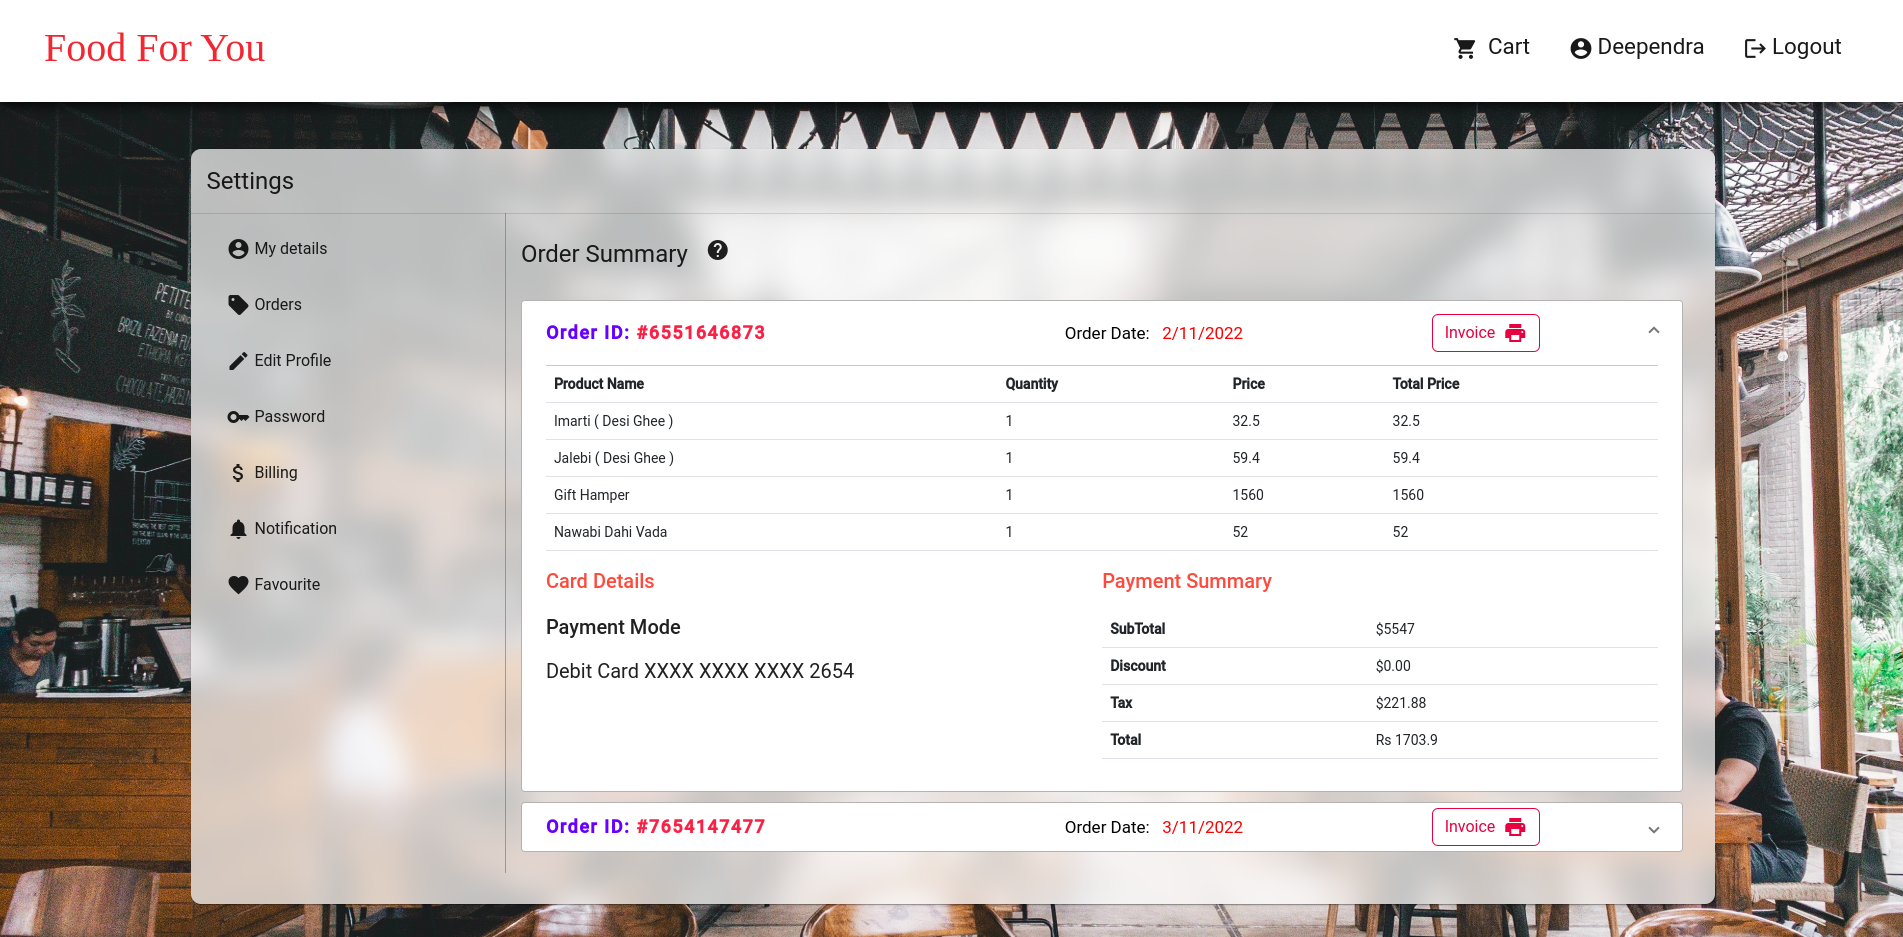 Food For You
Cart Deependra Logout
Settings
My details
Orders
Edit Profile
Password
Billing
Notification
Favourite
Order Summary
Order ID: #6551646873 Order Date: 2/11/2022 Invoice
Product Name Quantity Price Total Price
Imarti ( Desi Ghee ) 1 32.5 32.5
Jalebi ( Desi Ghee ) 1 59.4 59.4
Gift Hamper 1 1560 1560
Nawabi Dahi Vada 1 52 52
Card Details
Payment Mode
Debit Card XXXX XXXX XXXX 2654
Payment Summary
SubTotal $5547
Discount $0.00
Tax $221.88
Total Rs 1703.9
Order ID: #7654147477 Order Date: 3/11/2022 Invoice
PETITE
BRAZIL FAZENDA
ETHIOPIA